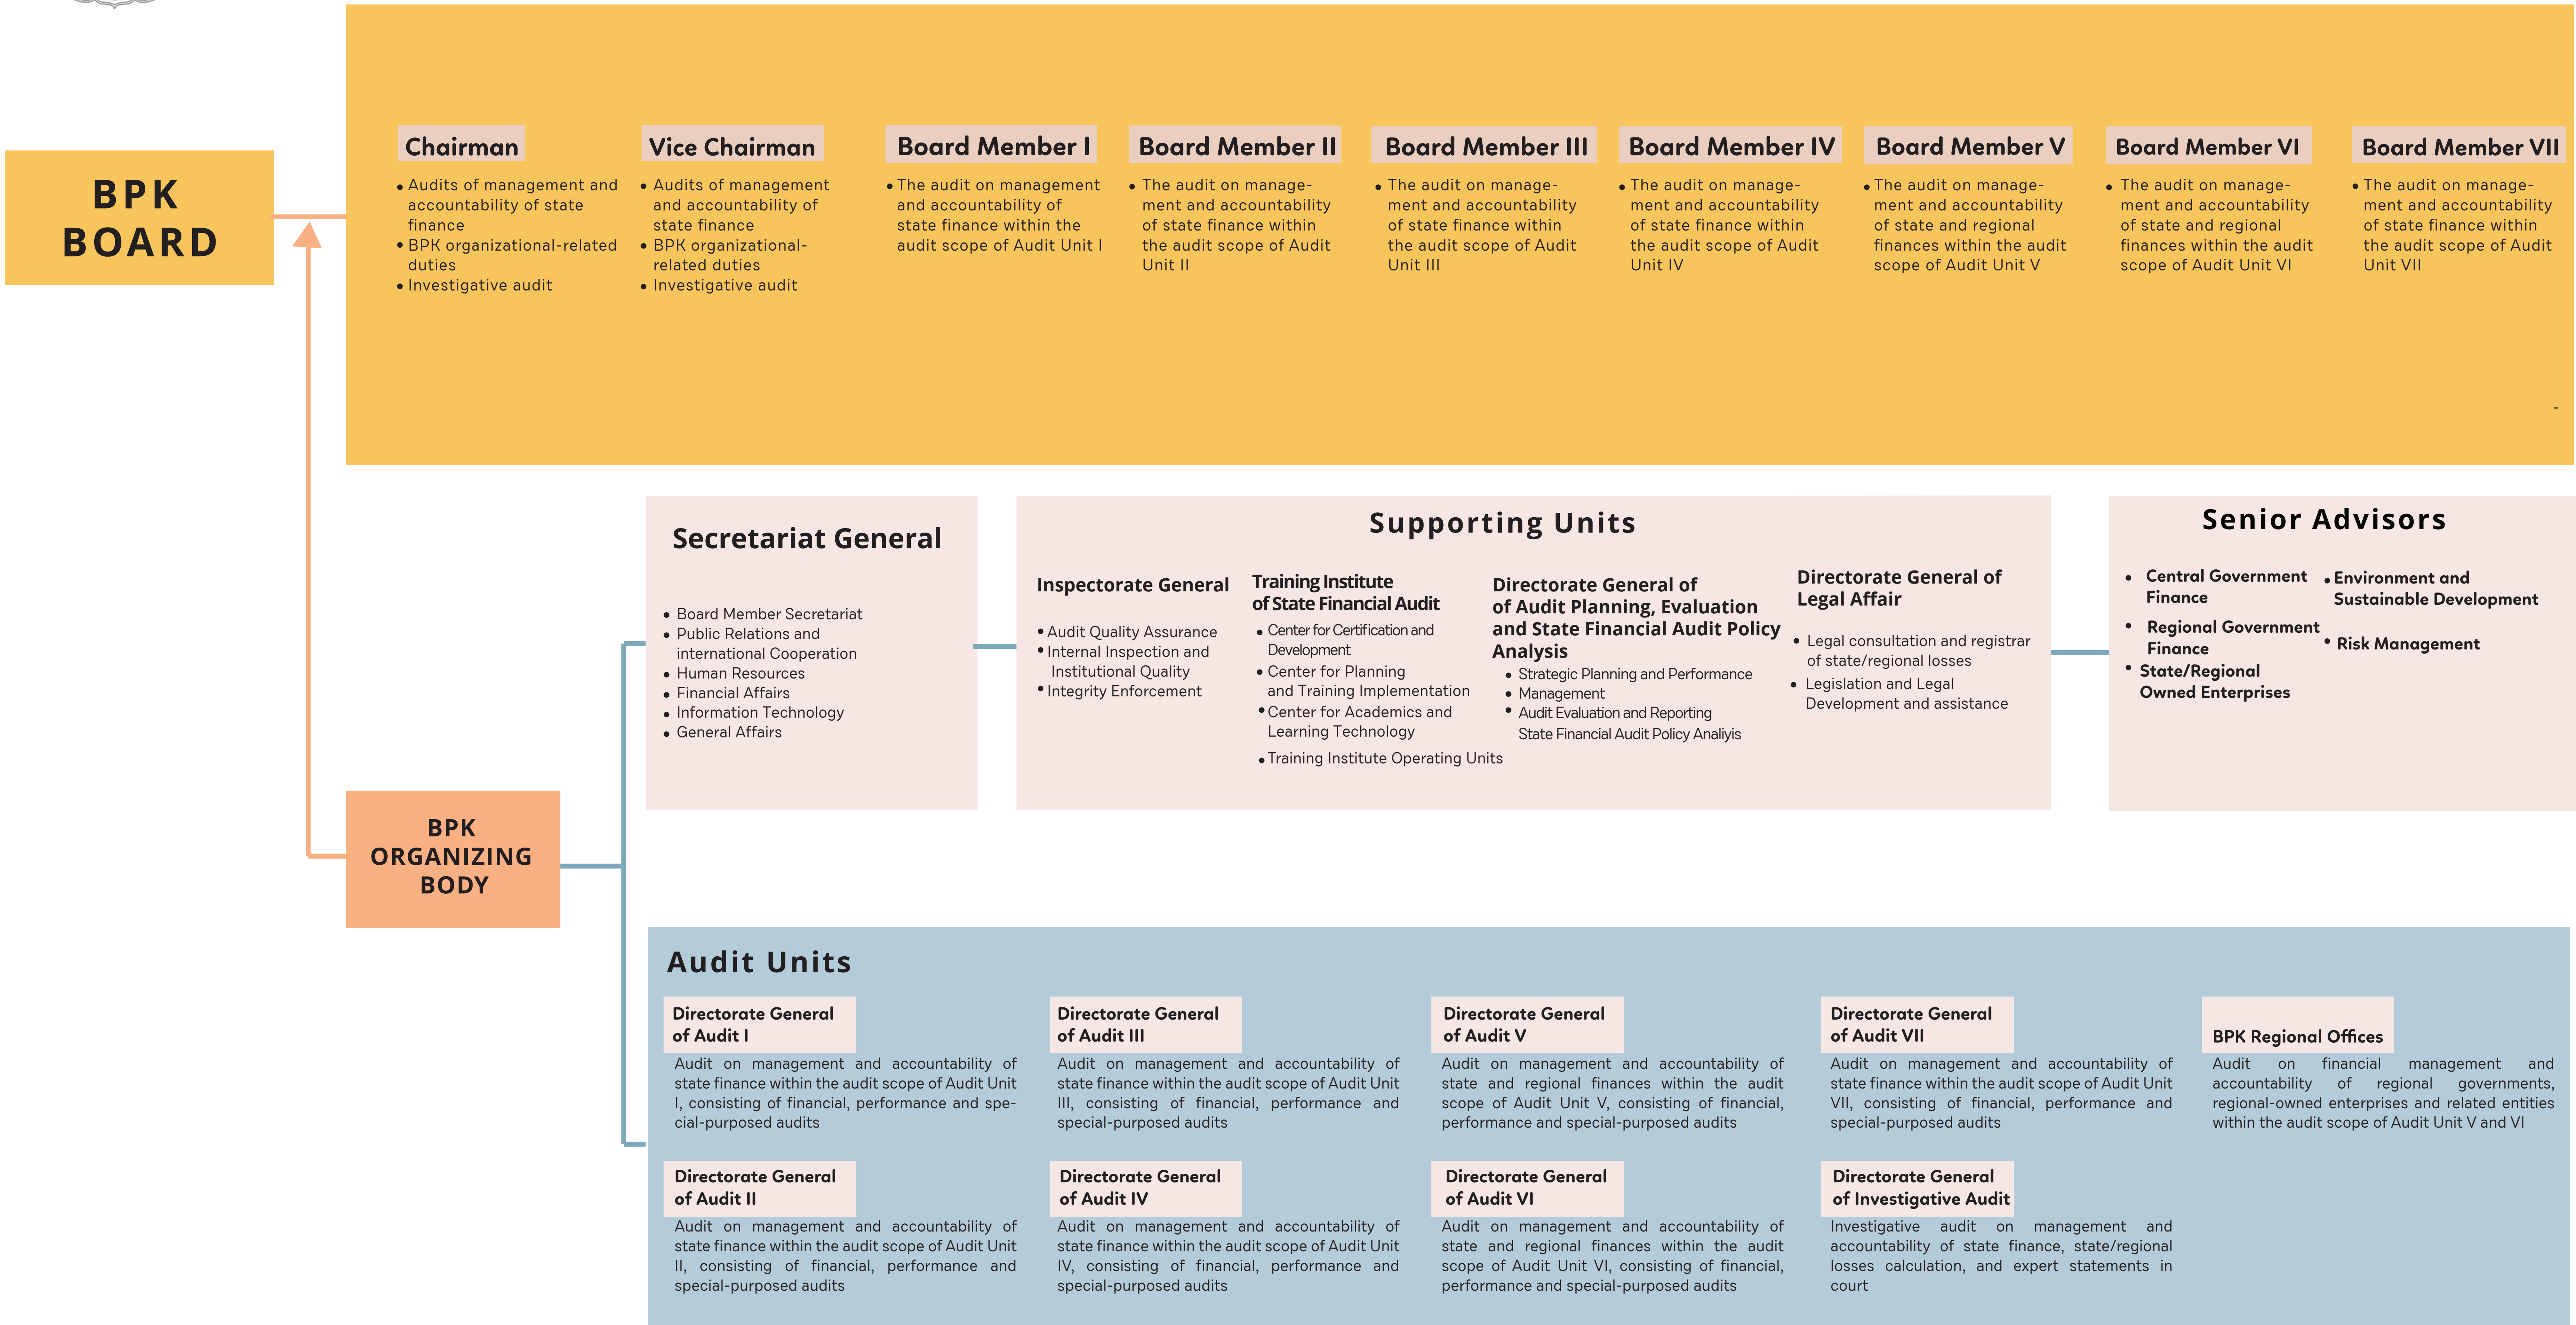 BPK
BOARD
Chairman
• Audits of management and
accountability of state
finance
• BPK organizational-related
duties
• Investigative audit
Vice Chairman
• Audits of management
and accountability of
state finance
• BPK organizational-
related duties
• Investigative audit
Board Member I
• The audit on management
and accountability of
state finance within the
audit scope of Audit Unit I
Board Member II
• The audit on manage-
ment and accountability
of state finance within
the audit scope of Audit
Unit II
Board Member III
• The audit on manage-
ment and accountability
of state finance within
the audit scope of Audit
Unit III
Board Member IV
• The audit on manage-
ment and accountability
of state finance within
the audit scope of Audit
Unit IV
Board Member V
• The audit on manage-
ment and accountability
of state and regional
finances within the audit
scope of Audit Unit V
Board Member VI
• The audit on manage-
ment and accountability
of state and regional
finances within the audit
scope of Audit Unit VI
Board Member VII
• The audit on manage-
ment and accountability
of state finance within
the audit scope of Audit
Unit VII
-
BPK
ORGANIZING
BODY
Secretariat General
• Board Member Secretariat
• Public Relations and
international Cooperation
• Human Resources
• Financial Affairs
• Information Technology
• General Affairs
Supporting Units
Inspectorate General
• Audit Quality Assurance
• Internal Inspection and
Institutional Quality
• Integrity Enforcement
Training Institute
of State Financial Audit
• Center for Certification and
Development
• Center for Planning
and Training Implementation
• Center for Academics and
Learning Technology
• Training Institute Operating Units
Directorate General of
of Audit Planning, Evaluation
and State Financial Audit Policy
Analysis
• Strategic Planning and Performance
• Management
• Audit Evaluation and Reporting
State Financial Audit Policy Analiyis
Directorate General of
Legal Affair
• Legal consultation and registrar
of state/regional losses
• Legislation and Legal
Development and assistance
Senior Advisors
• Central Government
Finance
• Regional Government
Finance
• State/Regional
Owned Enterprises
• Environment and
Sustainable Development
• Risk Management
Audit Units
Directorate General
of Audit I
Audit on management and accountability of
state finance within the audit scope of Audit Unit
I, consisting of financial, performance and spe-
cial-purposed audits
Directorate General
of Audit III
Audit on management and accountability of
state finance within the audit scope of Audit Unit
III, consisting of financial, performance and
special-purposed audits
Directorate General
of Audit V
Audit on management and accountability of
state and regional finances within the audit
scope of Audit Unit V, consisting of financial,
performance and special-purposed audits
Directorate General
of Audit VII
Audit on management and accountability of
state finance within the audit scope of Audit Unit
VII, consisting of financial, performance and
special-purposed audits
BPK Regional Offices
Audit on financial management and
accountability of regional governments,
regional-owned enterprises and related entities
within the audit scope of Audit Unit V and VI
Directorate General
of Audit II
Audit on management and accountability of
state finance within the audit scope of Audit Unit
II, consisting of financial, performance and
special-purposed audits
Directorate General
of Audit IV
Audit on management and accountability of
state finance within the audit scope of Audit Unit
IV, consisting of financial, performance and
special-purposed audits
Directorate General
of Audit VI
Audit on management and accountability of
state and regional finances within the audit
scope of Audit Unit VI, consisting of financial,
performance and special-purposed audits
Directorate General
of Investigative Audit
Investigative audit on management and
accountability of state finance, state/regional
losses calculation, and expert statements in
court